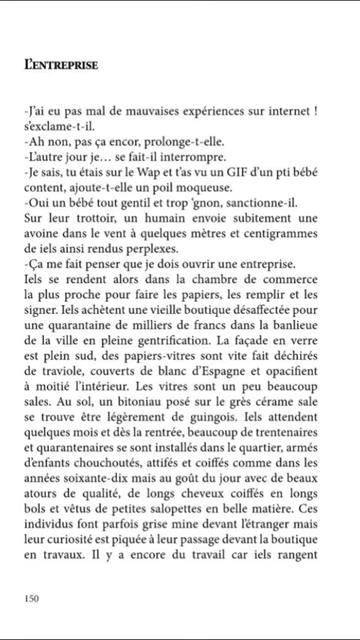 L'ENTREPRISE
-J'ai eu pas mal de mauvaises expériences sur internet !
s'exclame-t-il.
-Ah non, pas ça encor, prolonge-t-elle.
-L'autre jour je… se fait-il interrompre.
-Je sais, tu étais sur le Wap et t'as vu un GIF d'un pti bébé
content, ajoute-t-elle un poil moqueuse.
-Oui un bébé tout gentil et trop 'gnon, sanctionne-il.
Sur leur trottoir, un humain envoie subitement une
avoine dans le vent à quelques mètres et centigrammes
de iels ainsi rendus perplexes.
-Ça me fait penser que je dois ouvrir une entreprise.
Iels se rendent alors dans la chambre de commerce
la plus proche pour faire les papiers, les remplir et les
signer. Iels achètent une vieille boutique désaffectée pour
une quarantaine de milliers de francs dans la banlieue
de la ville en pleine gentrification. La façade en verre
est plein sud, des papiers-vitres sont vite fait déchirés
de traviole, couverts de blanc d'Espagne et opacifient
à moitié l'intérieur. Les vitres sont un peu beaucoup
sales. Au sol, un bitoniau posé sur le grès cérame sale
se trouve être légèrement de guingois. Iels attendent
quelques mois et dès la rentrée, beaucoup de trentenaires
et quarantenaires se sont installés dans le quartier, armés
d'enfants chouchoutés, attifés et coiffés comme dans les
années soixante-dix mais au goût du jour avec de beaux
atours de qualité, de longs cheveux coiffés en longs
bols et vêtus de petites salopettes en belle matière. Ces
individus font parfois grise mine devant l'étranger mais
leur curiosité est piquée à leur passage devant la boutique
en travaux. Il y a encore du travail car iels rangent
150